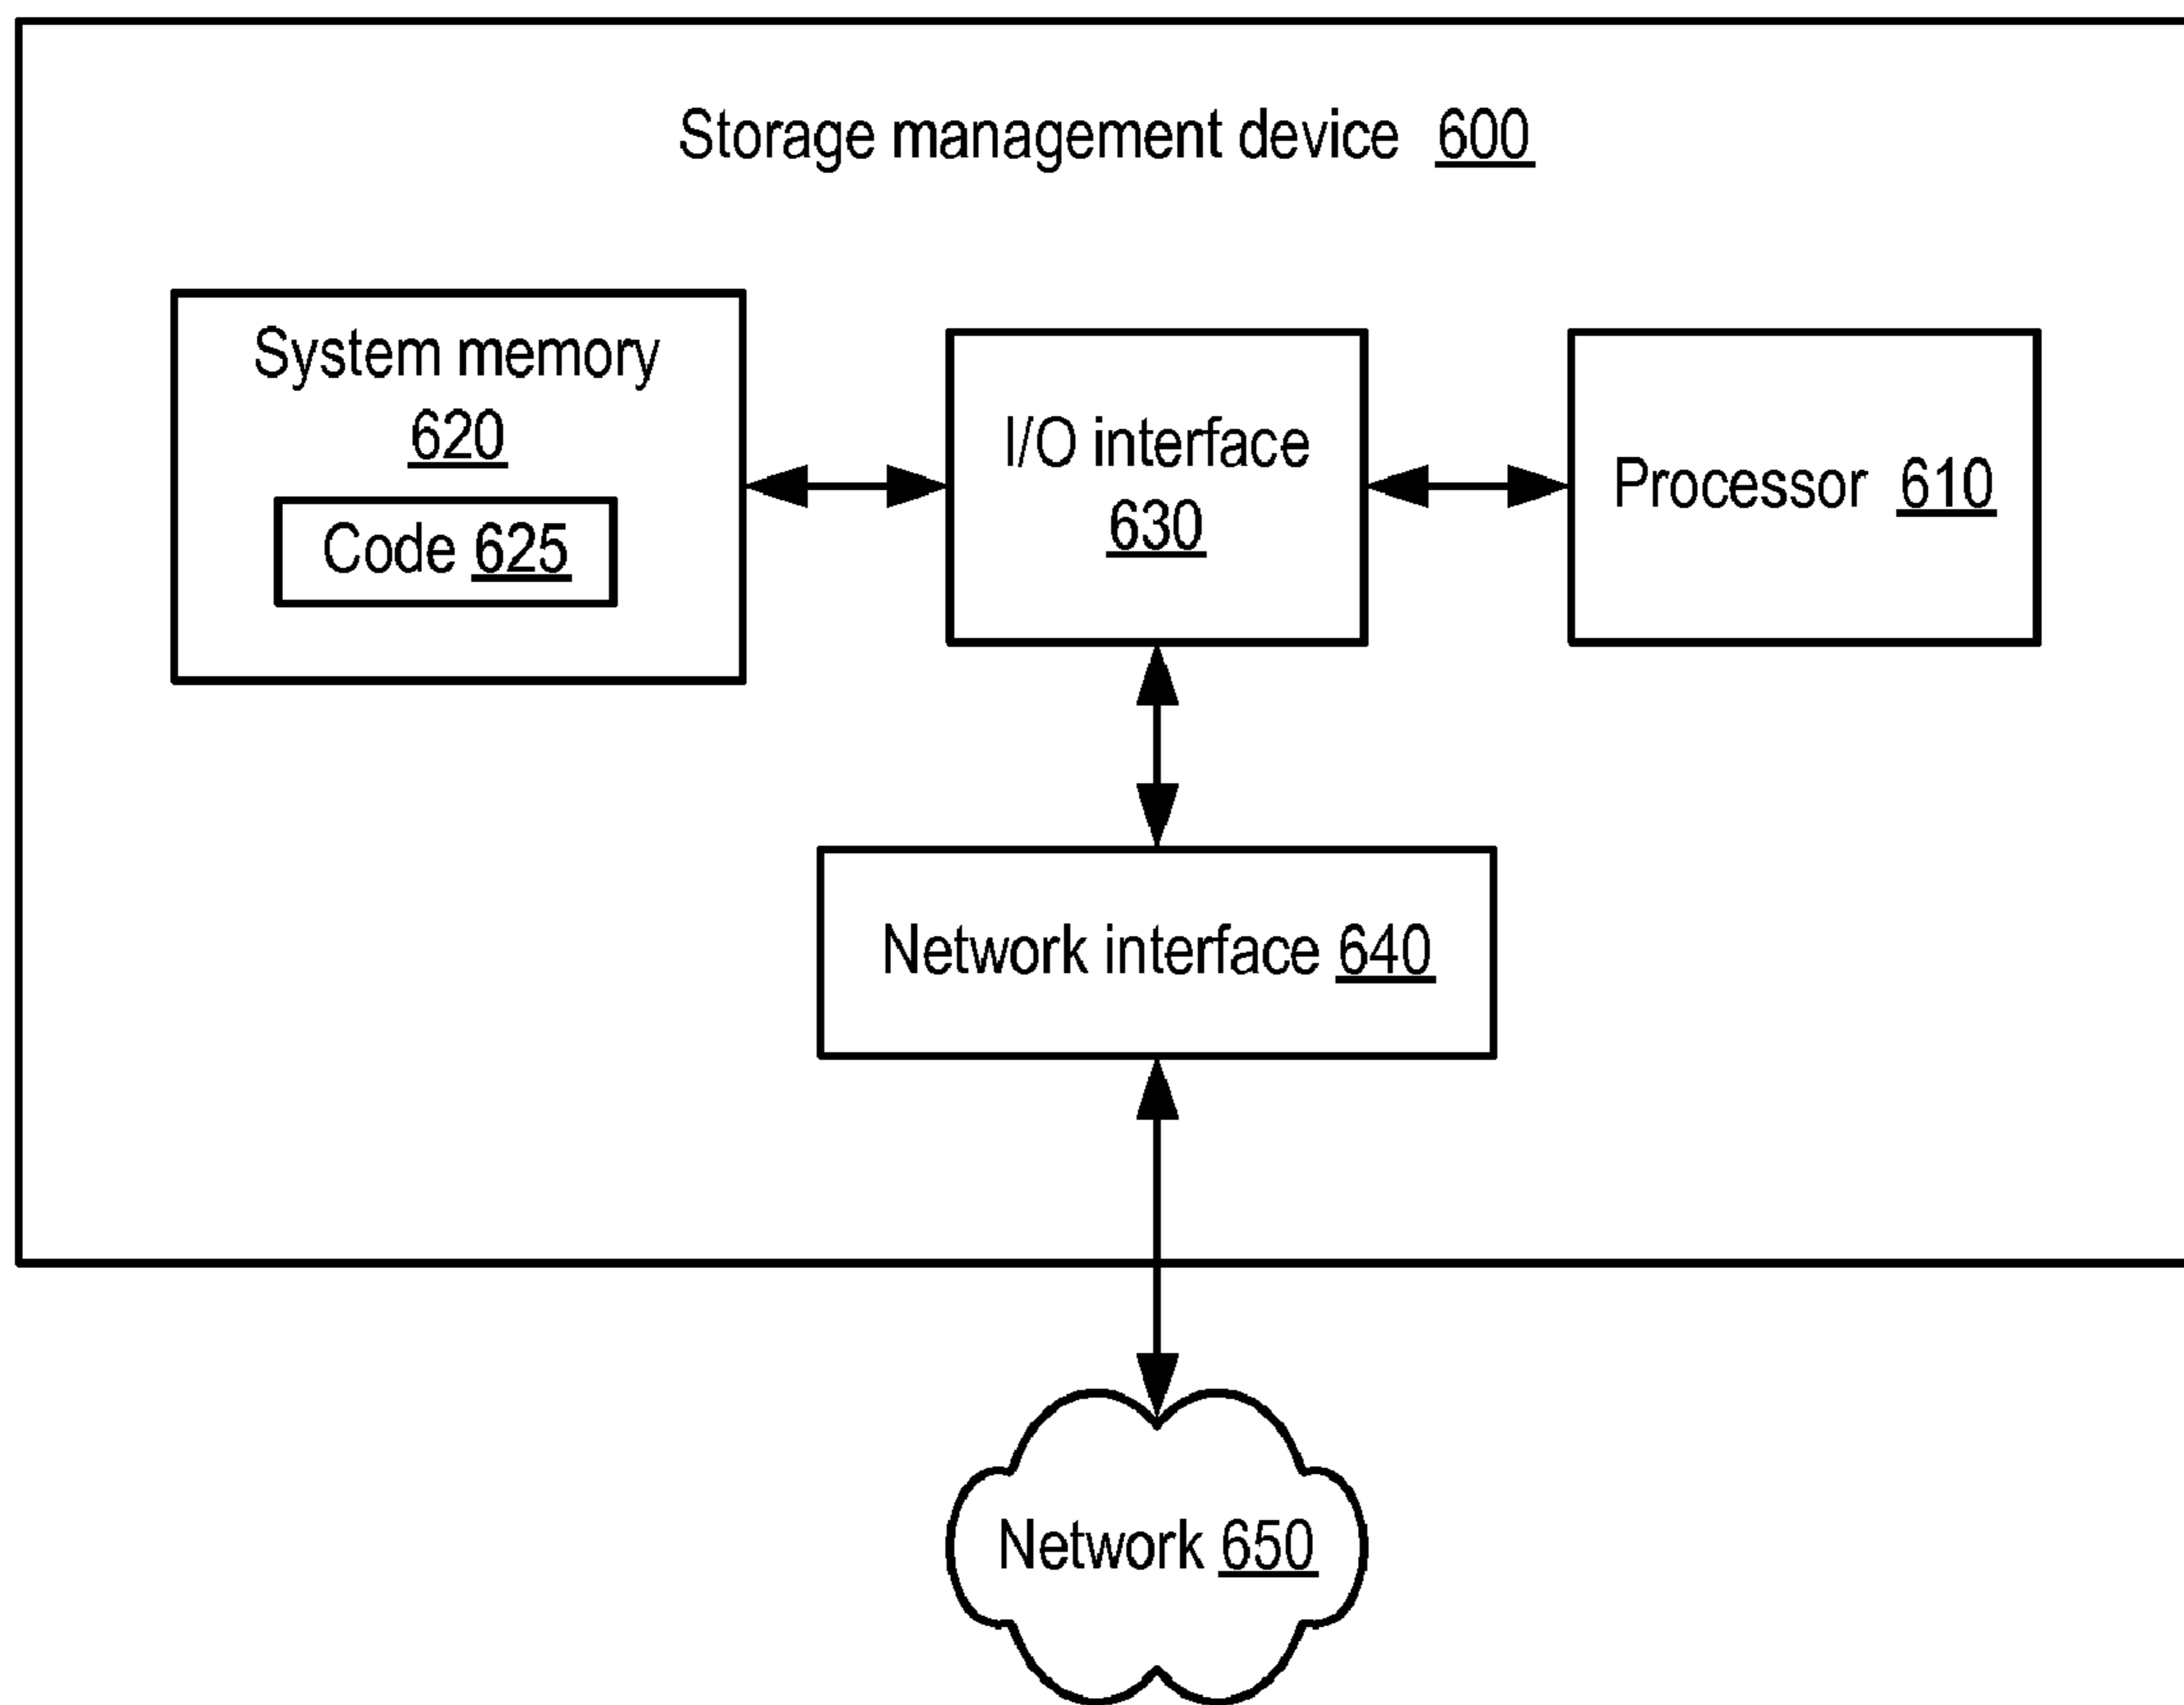 Storage management device 600
System memory
620
Code 625
I/O interface
630
Processor 610
Network interface 640
Network 650